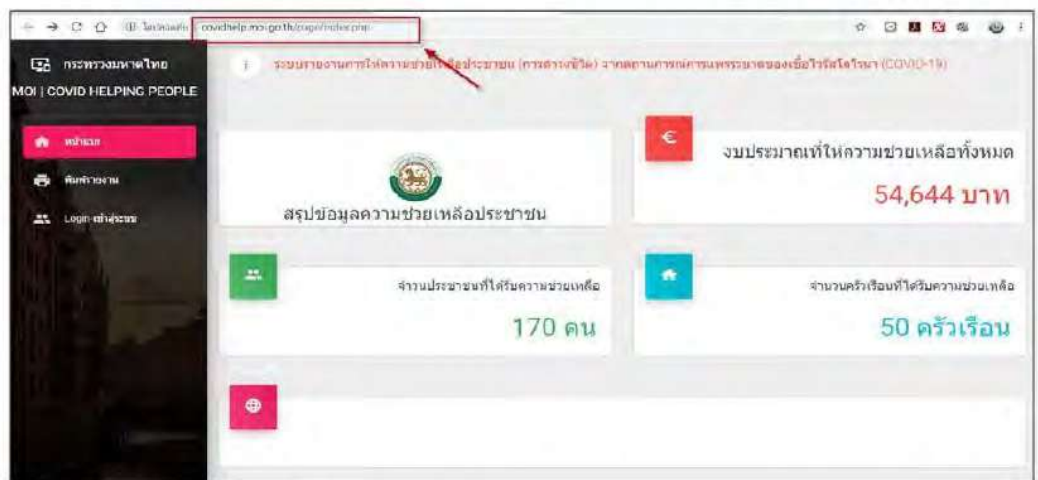 covidhelp.moi.go.th/page/index.php
กระทรวงมหาดไทย
MOI | COVID HELPING PEOPLE
ระบบรายงานการให้ความช่วยเหลือประชาชน (การดำรงชีวิต) จากสถานการณ์การแพร่ระบาดของเชื้อไวรัสโคโรนา (COVID-19)
หน้าแรก
พิมพ์รายงาน
Login-เข้าสู่ระบบ
สรุปข้อมูลความช่วยเหลือประชาชน
งบประมาณที่ให้ความช่วยเหลือทั้งหมด
54,644 บาท
จำนวนประชาชนที่ได้รับความช่วยเหลือ
170 คน
จำนวนครัวเรือนที่ได้รับความช่วยเหลือ
50 ครัวเรือน